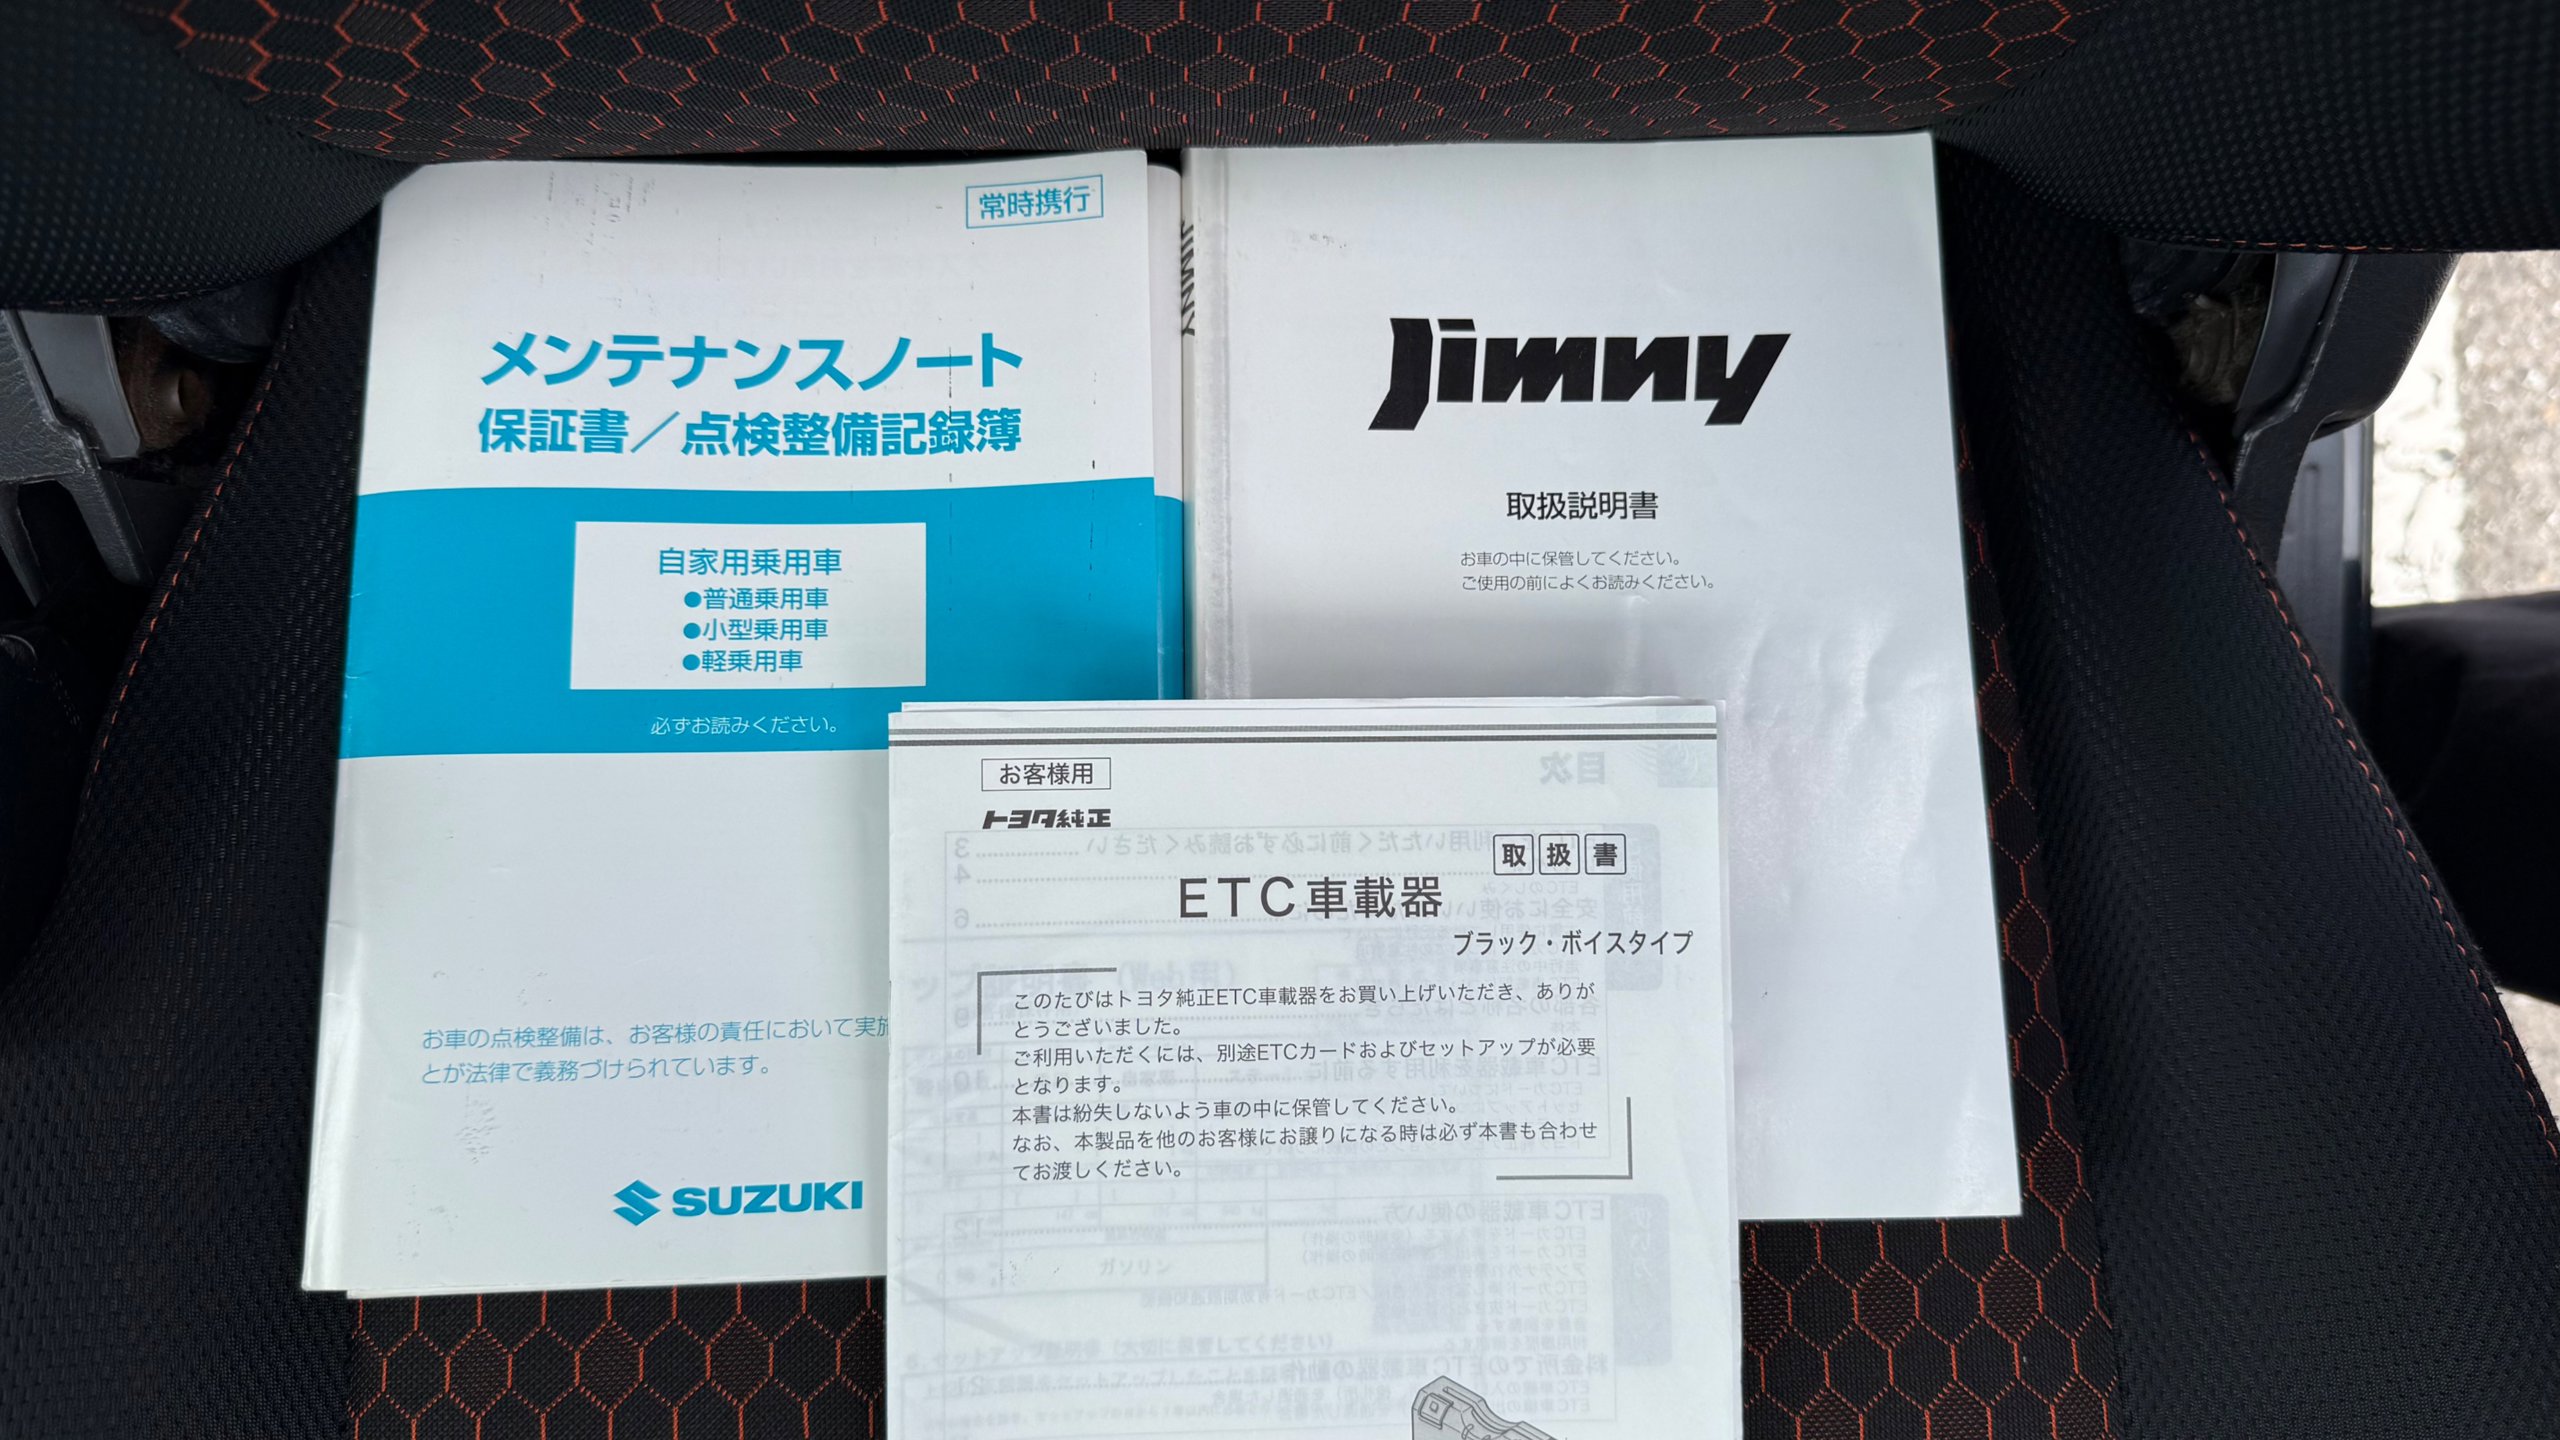 常時携行
メンテナンスノート
保証書／点検整備記録簿
自家用乗用車
●普通乗用車
●小型乗用車
●軽乗用車
必ずお読みください。
お車の点検整備は、お客様の責任において実施
とが法律で義務づけられています。
SUZUKI
JIMNY
Jimny
取扱説明書
お車の中に保管してください。
ご使用の前によくお読みください。
お客様用
トヨタ純正
取扱書
ETC車載器
ブラック・ボイスタイプ
このたびはトヨタ純正ETC車載器をお買い上げいただき、ありが
とうございました。
ご利用いただくには、別途ETCカードおよびセットアップが必要
となります。
本書は紛失しないよう車の中に保管してください。
なお、本製品を他のお客様にお譲りになる時は必ず本書も合わせ
てお渡しください。